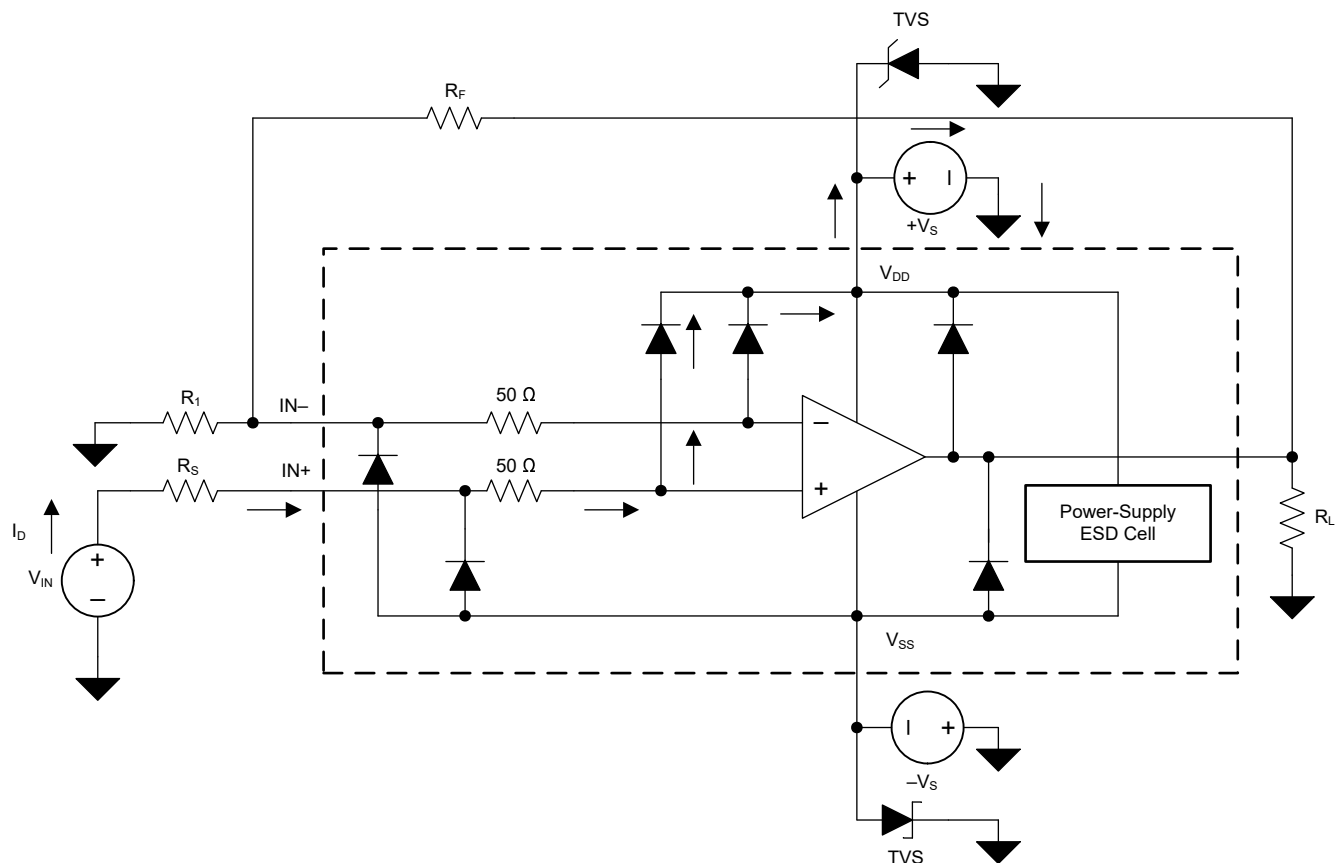 TVS
R_F
+ –
+V_S
V_DD
R_1
IN–
50 Ω
–
R_S
IN+
50 Ω
+
Power-Supply
ESD Cell
R_L
I_D
+
V_IN
–
V_SS
– +
–V_S
TVS